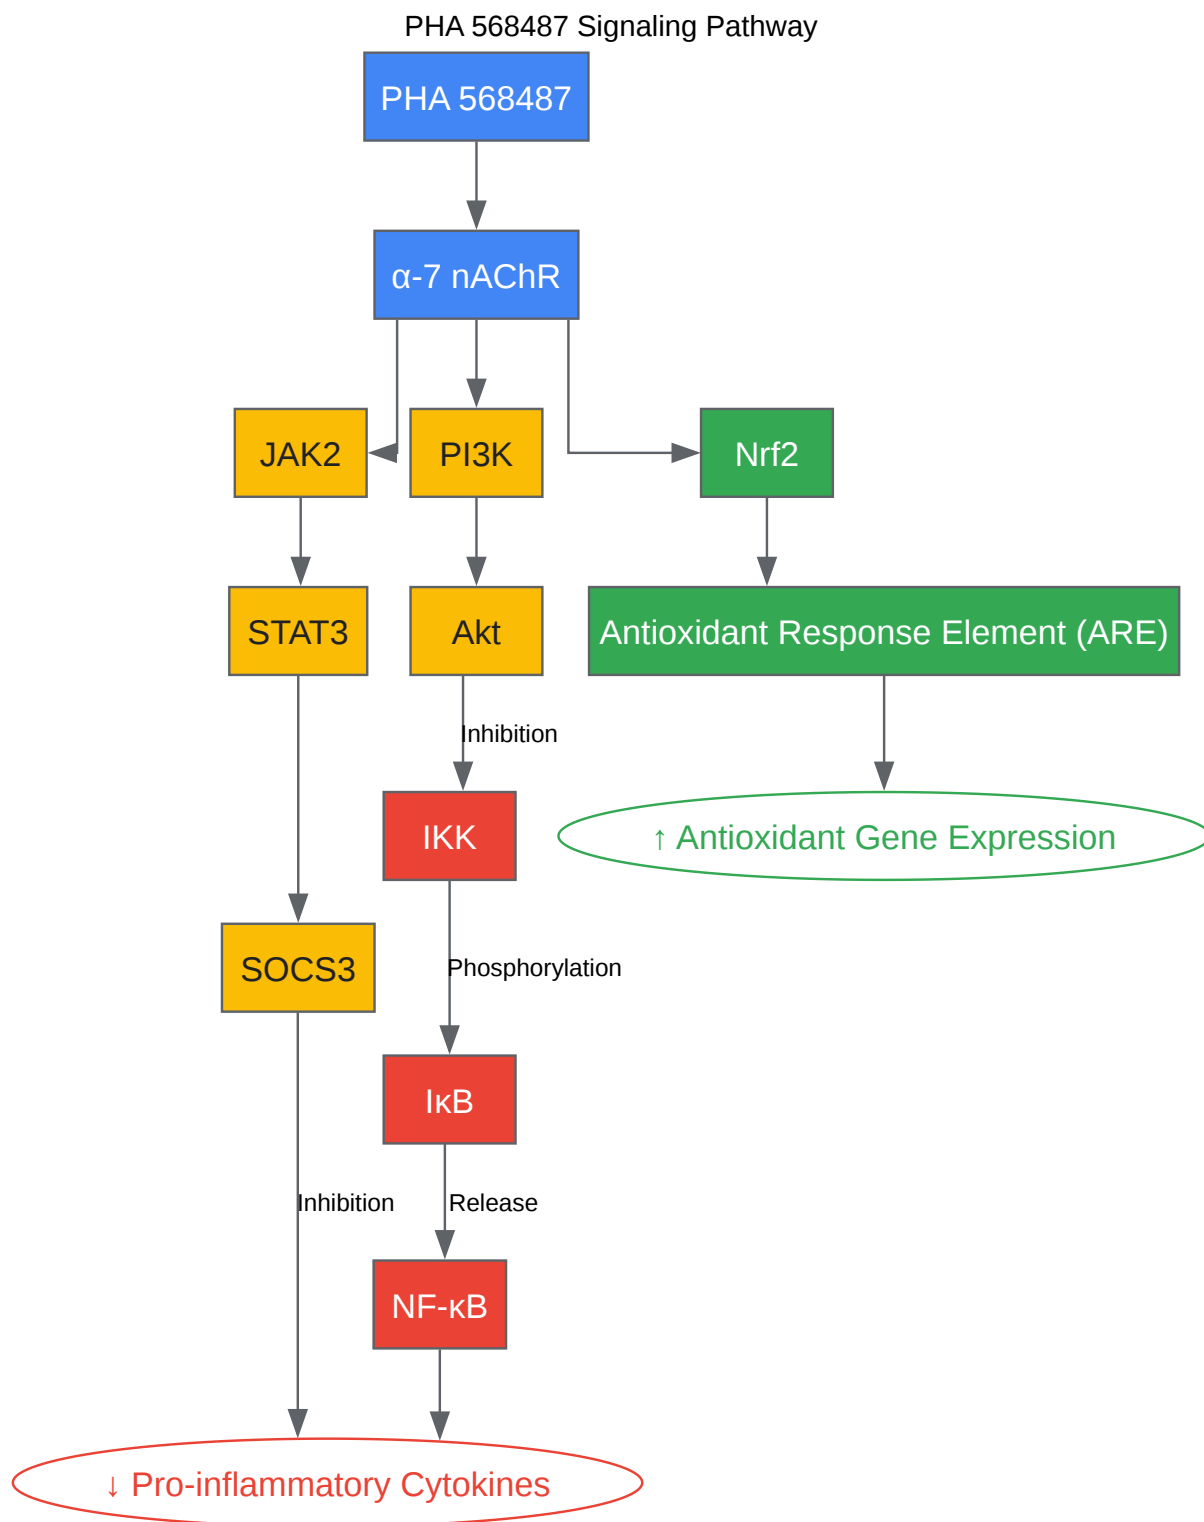 PHA 568487 Signaling Pathway
PHA 568487
α-7 nAChR
JAK2
PI3K
Nrf2
STAT3
Akt
Antioxidant Response Element (ARE)
Inhibition
IKK
↑ Antioxidant Gene Expression
SOCS3
Phosphorylation
IκB
Inhibition
Release
NF-κB
↓ Pro-inflammatory Cytokines